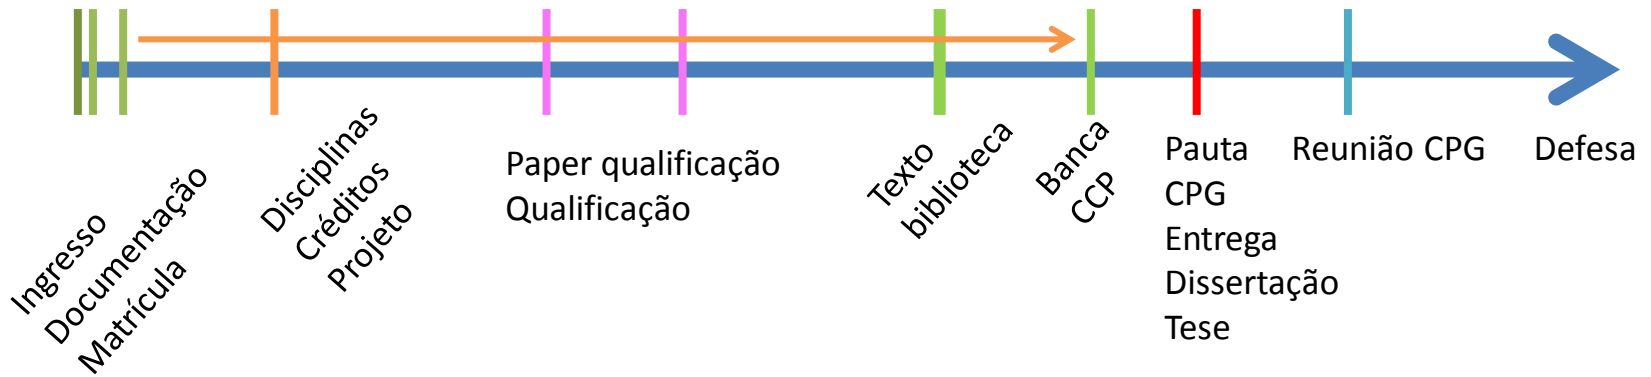 Ingresso
Documentação
Matrícula
Disciplinas
Créditos
Projeto
Paper qualificação
Qualificação
Texto
biblioteca
Banca
CCP
Pauta
CPG
Entrega
Dissertação
Tese
Reunião CPG
Defesa